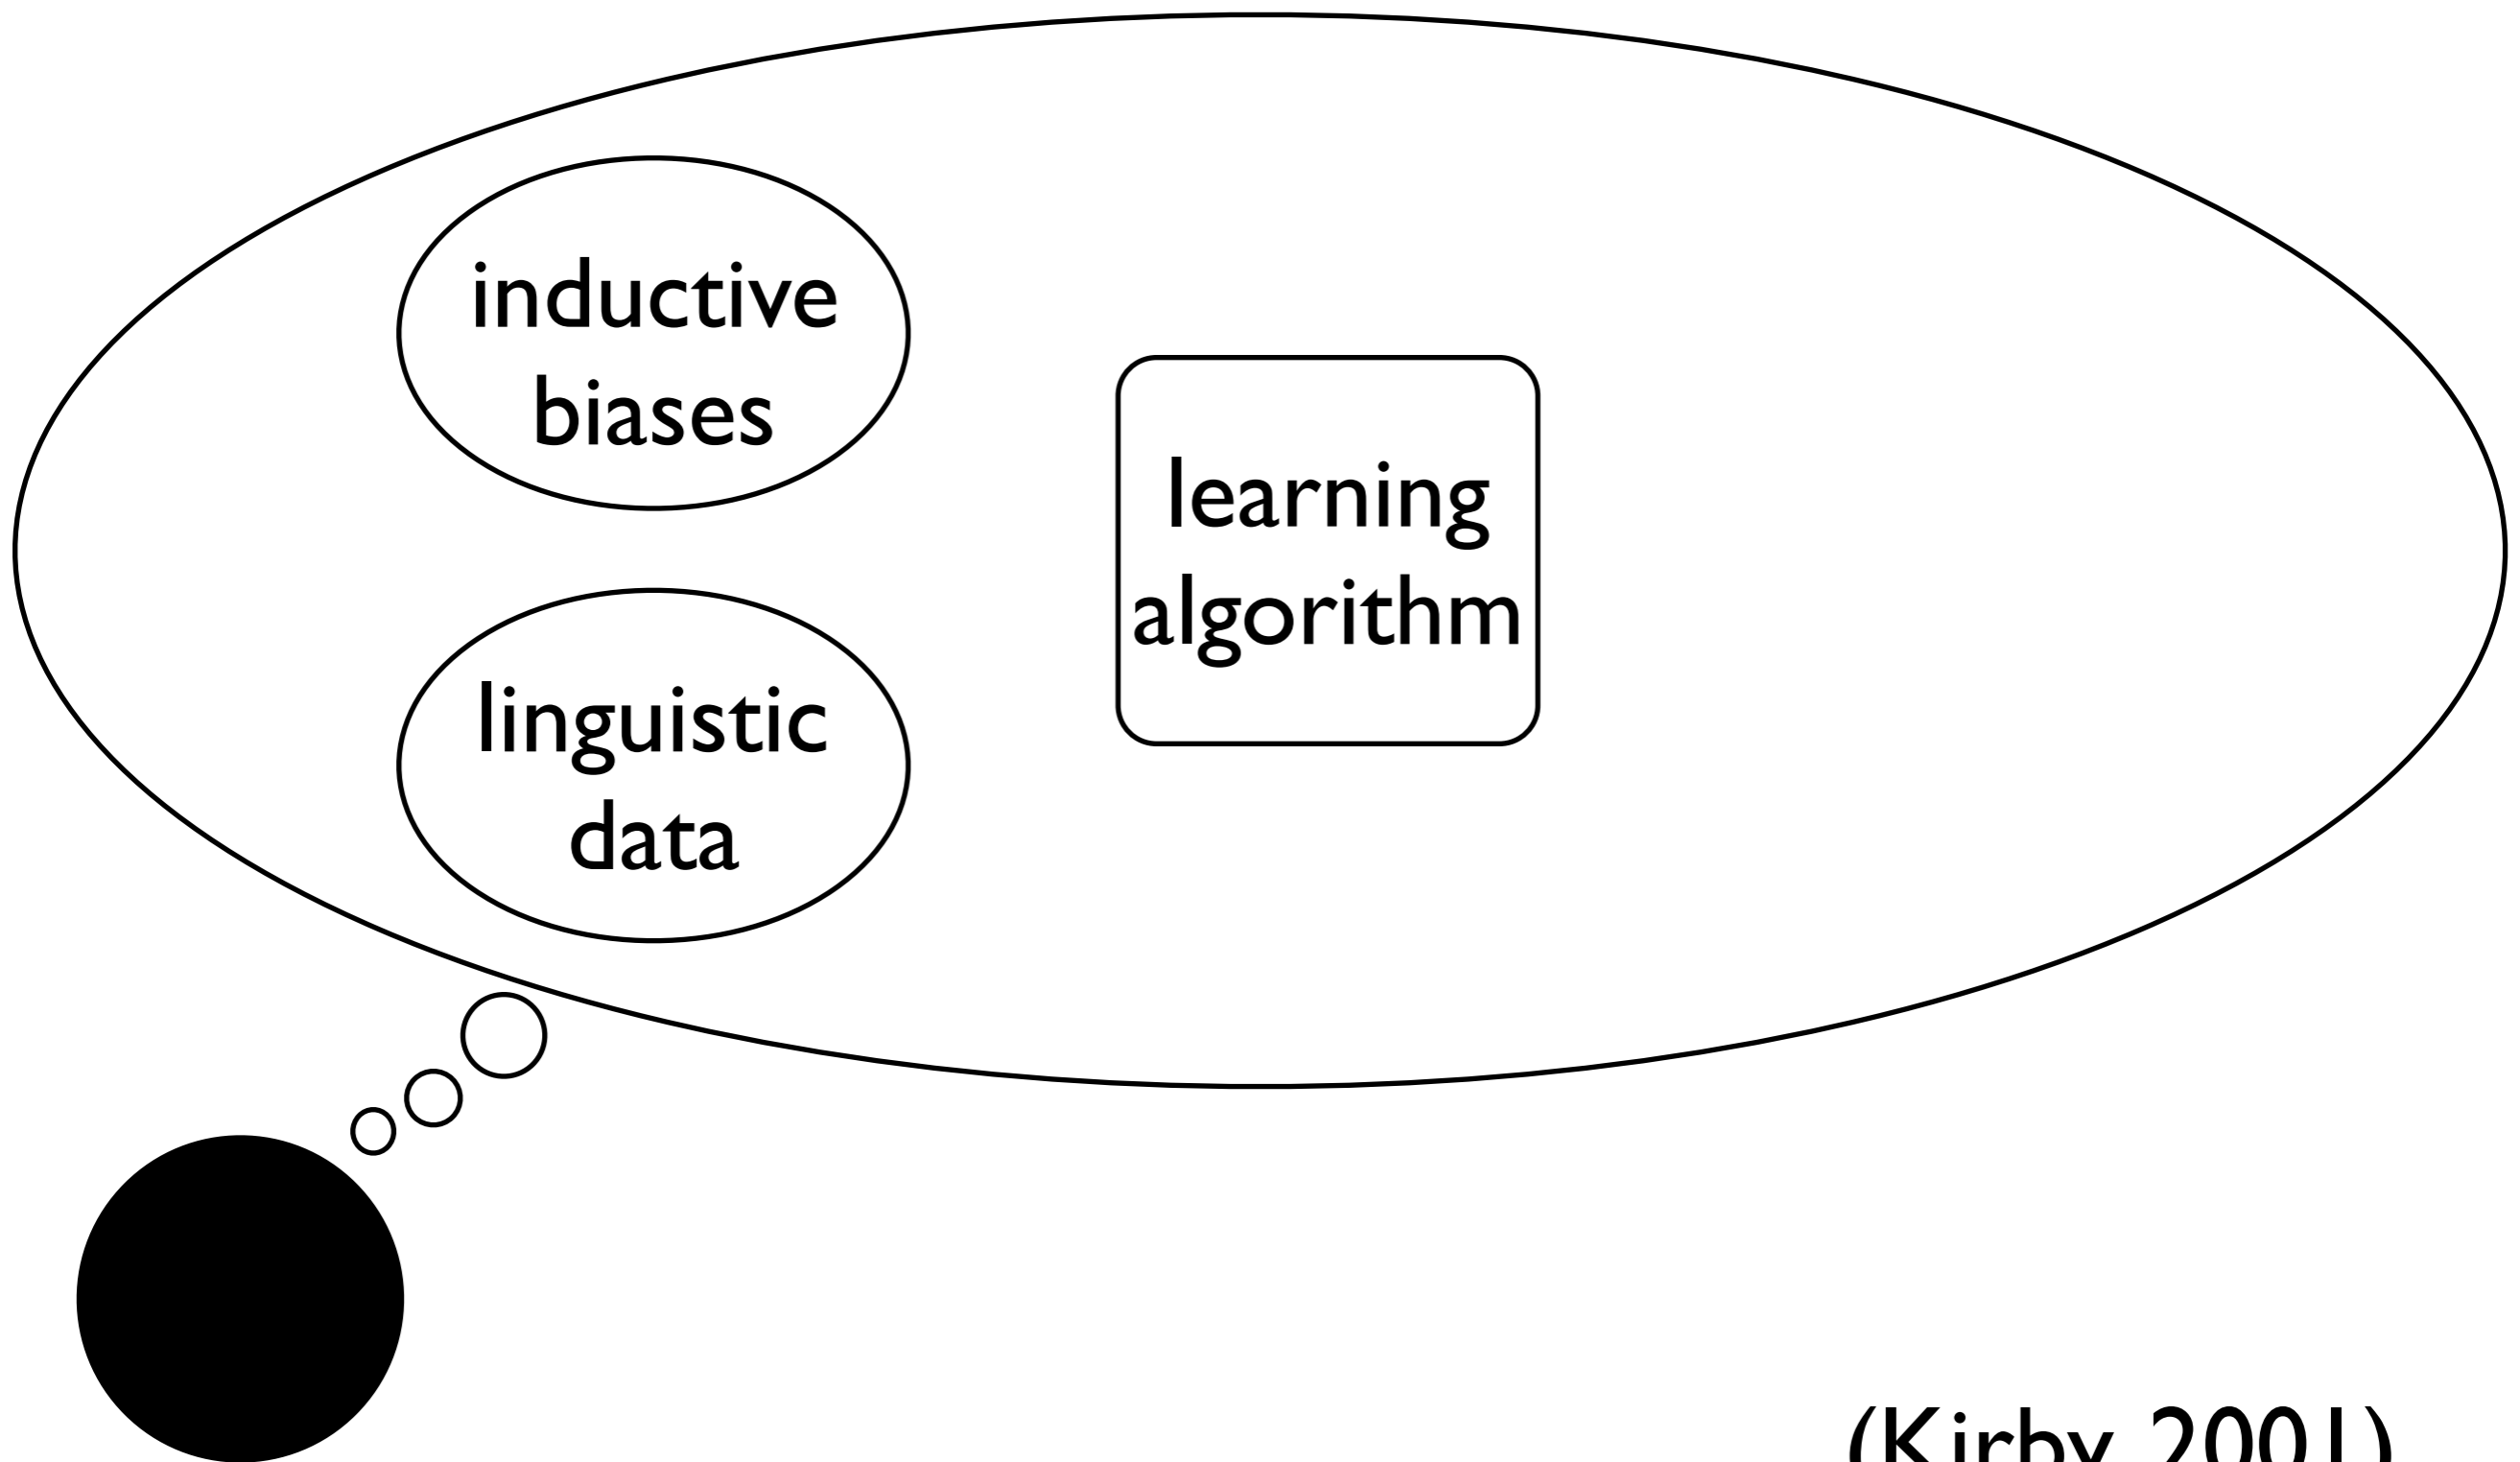 inductive
biases
learning
algorithm
linguistic
data
(Kirby 2001)